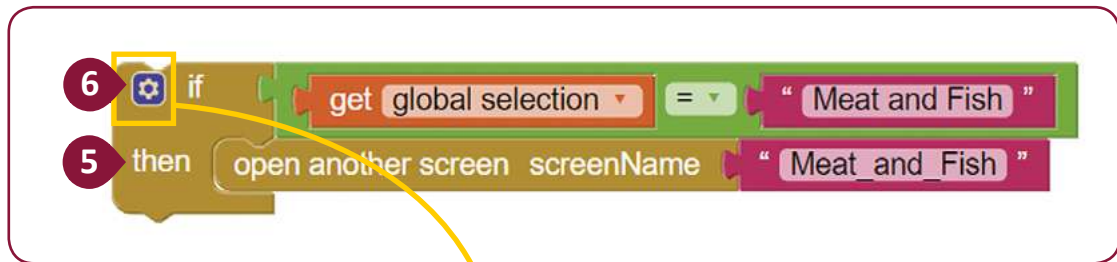 6 if get global selection = " Meat and Fish "
5 then open another screen screenName " Meat_and_Fish "